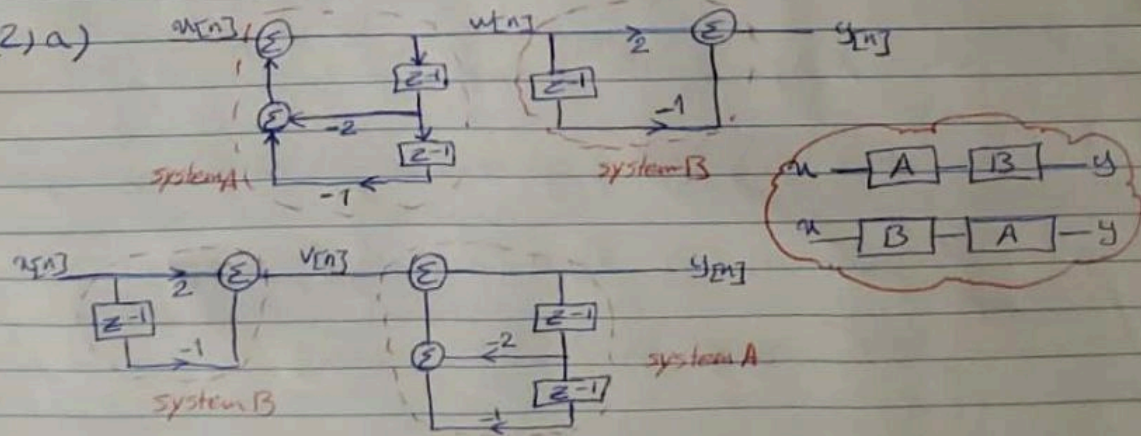 2) a) x[n] Σ w[n] 2 Σ y[n]
z-1 z-1
Σ -2 -1
z-1
system A -1 system B
x A B y
x B A y
x[n] 2 Σ v[n] Σ y[n]
z-1 z-1
-1 Σ -2 system A
z-1
system B -1